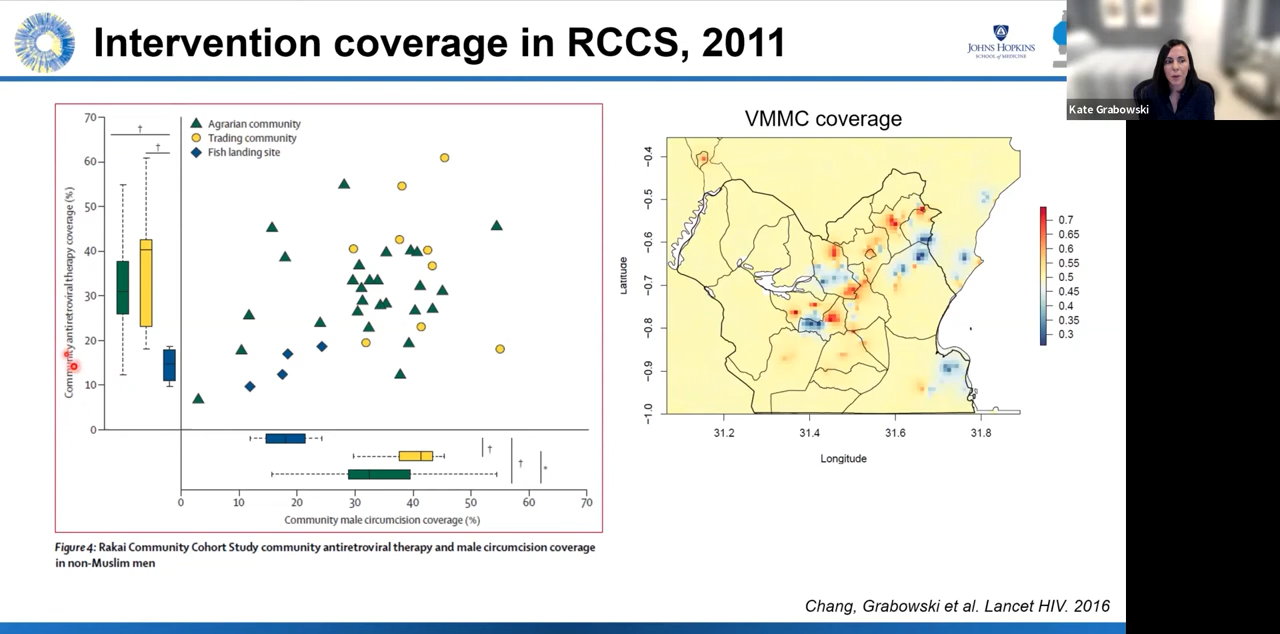 Intervention coverage in RCCS, 2011
JOHNS HOPKINS
SCHOOL of MEDICINE
Kate Grabowski
Agrarian community
Trading community
Fish landing site
Community antiretroviral therapy coverage (%)
70
60
50
40
30
20
10
0
†
†
†
†
*
0 10 20 30 40 50 60 70
Community male circumcision coverage (%)
Figure 4: Rakai Community Cohort Study community antiretroviral therapy and male circumcision coverage
in non-Muslim men
VMMC coverage
Latitude
−0.4
−0.5
−0.6
−0.7
−0.8
−0.9
−1.0
31.2 31.4 31.6 31.8
Longitude
0.7
0.65
0.6
0.55
0.5
0.45
0.4
0.35
0.3
Chang, Grabowski et al. Lancet HIV. 2016